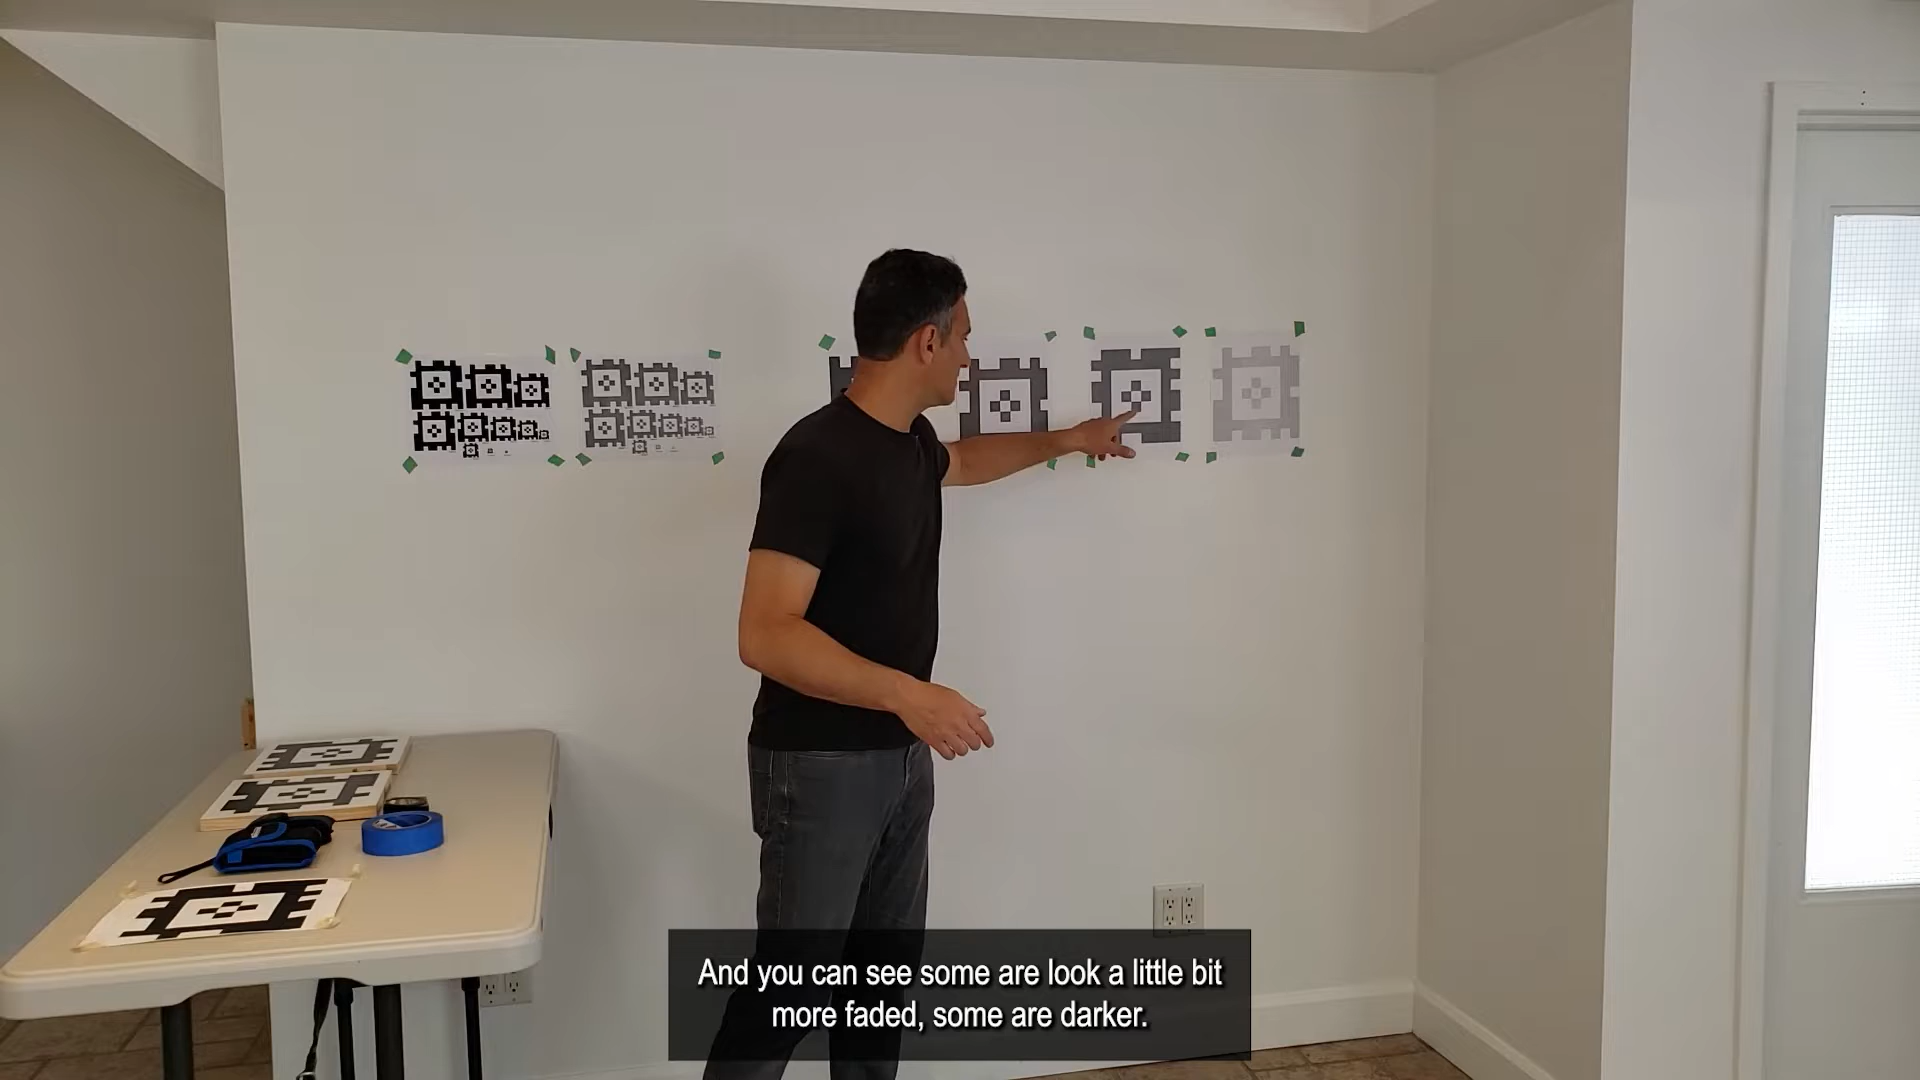 And you can see some are look a little bit
more faded, some are darker.